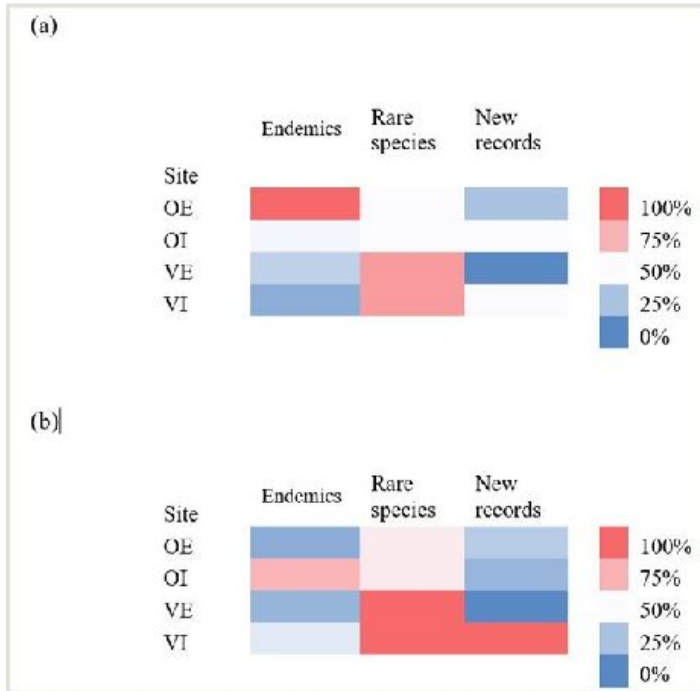 (a)
Endemics Rare species New records
Site
OE 100%
OI 75%
VE 50%
VI 25%
0%
(b)
Endemics Rare species New records
Site
OE 100%
OI 75%
VE 50%
VI 25%
0%